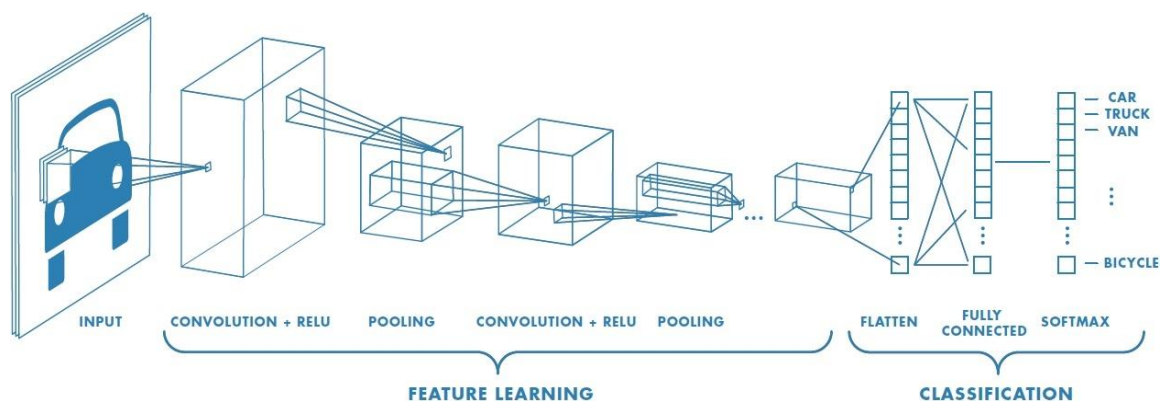 CAR
TRUCK
VAN
BICYCLE
INPUT
CONVOLUTION + RELU
POOLING
CONVOLUTION + RELU
POOLING
FLATTEN
FULLY
CONNECTED
SOFTMAX
FEATURE LEARNING
CLASSIFICATION